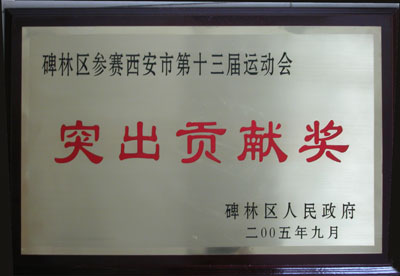 碑林区参赛西安市第十三届运动会
突出贡献奖
碑林区人民政府
二00五年九月